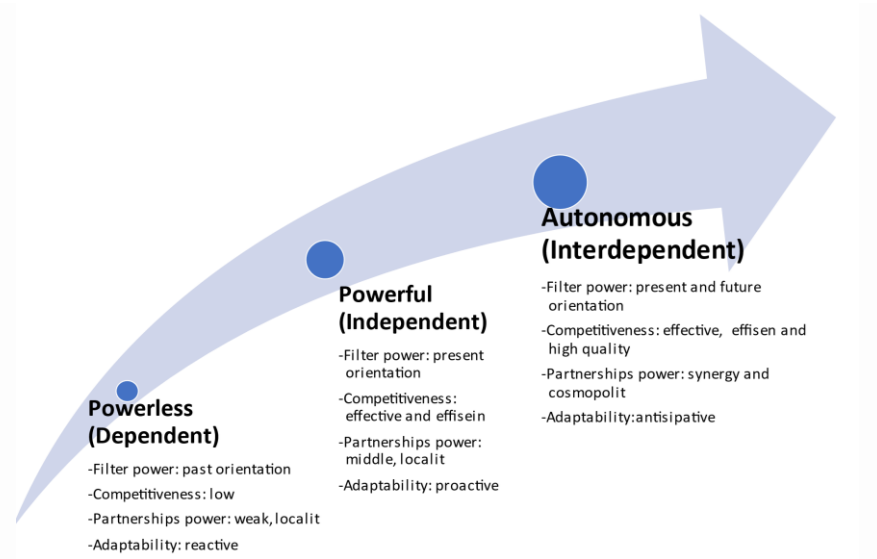 Powerless
(Dependent)
-Filter power: past orientation
-Competitiveness: low
-Partnerships power: weak, localit
-Adaptability: reactive
Powerful
(Independent)
-Filter power: present
orientation
-Competitiveness:
effective and effisein
-Partnerships power:
middle, localit
-Adaptability: proactive
Autonomous
(Interdependent)
-Filter power: present and future
orientation
-Competitiveness: effective, effisen and
high quality
-Partnerships power: synergy and
cosmopolit
-Adaptability:antisipative